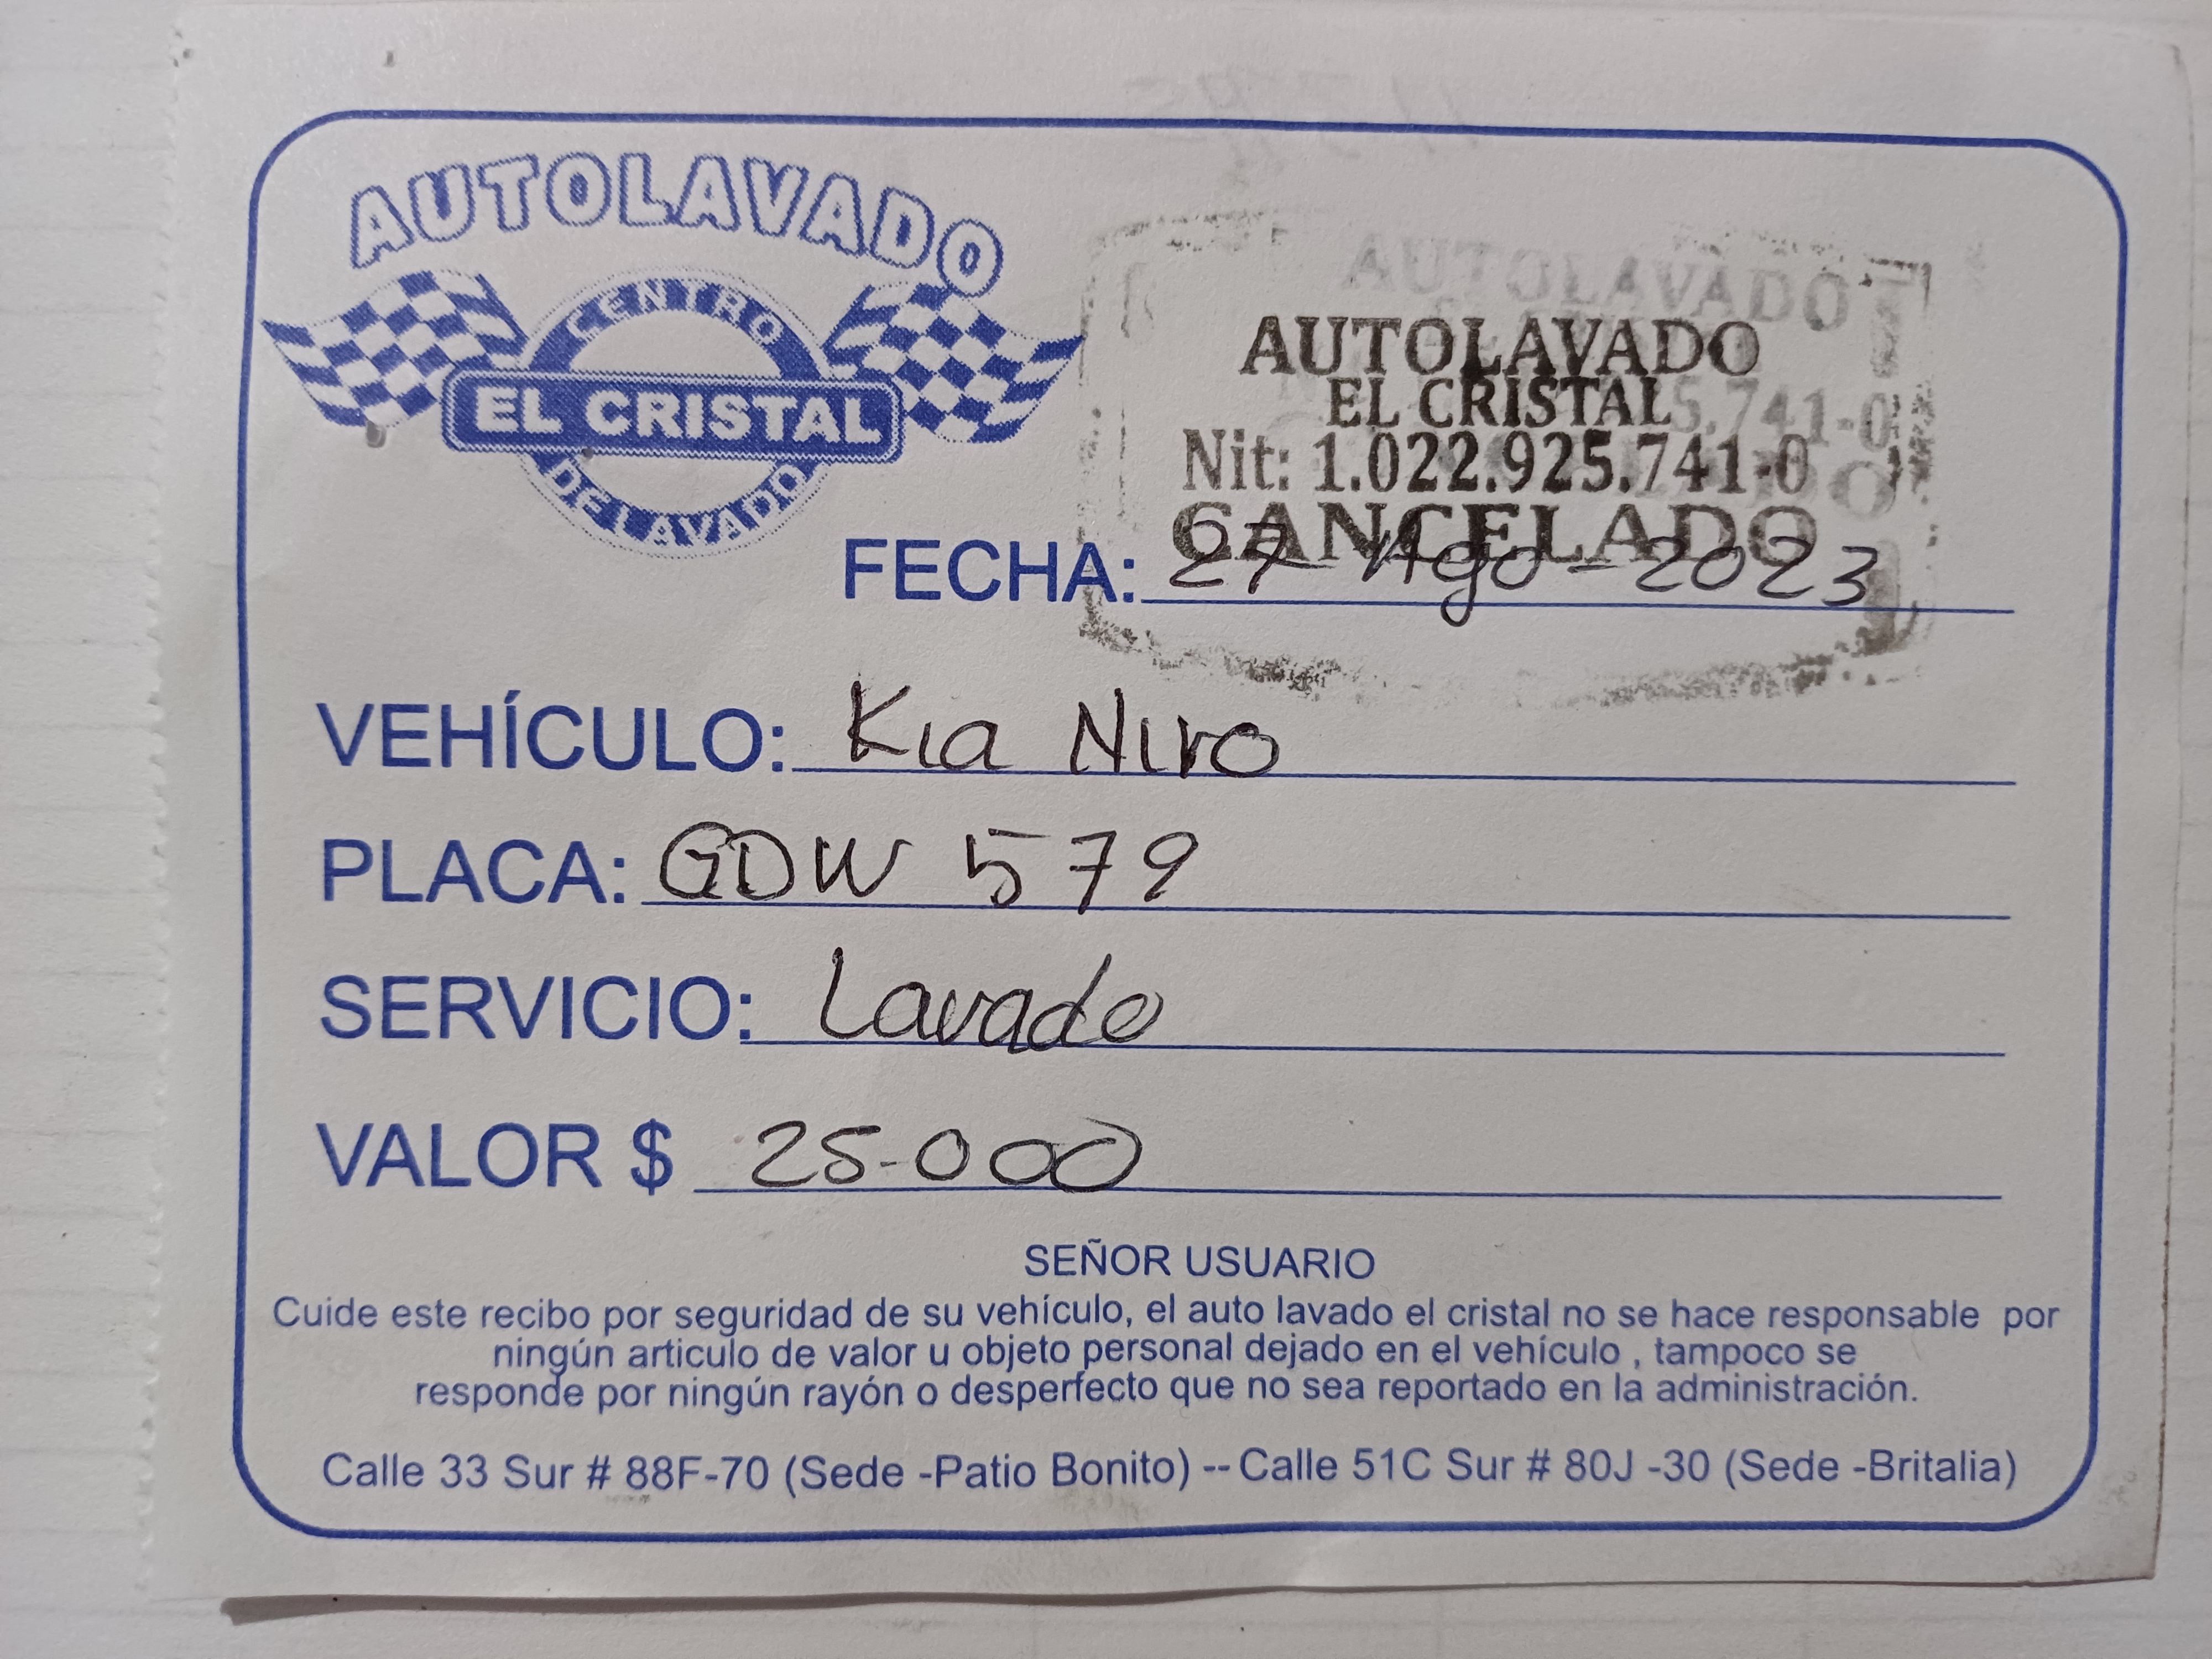 AUTOLAVADO
CENTRO
EL CRISTAL
DE LAVADO
AUTOLAVADO
AUTOLAVADO
EL CRISTAL
5.741-0
Nit: 1.022.925.741-0
CANCELADO
FECHA: 27 Ago - 2023
VEHÍCULO: Kia Niro
PLACA: GDW 579
SERVICIO: Lavado
VALOR $ 25.000
SEÑOR USUARIO
Cuide este recibo por seguridad de su vehículo, el auto lavado el cristal no se hace responsable por
ningún articulo de valor u objeto personal dejado en el vehículo , tampoco se
responde por ningún rayón o desperfecto que no sea reportado en la administración.
Calle 33 Sur # 88F-70 (Sede -Patio Bonito) -- Calle 51C Sur # 80J -30 (Sede -Britalia)